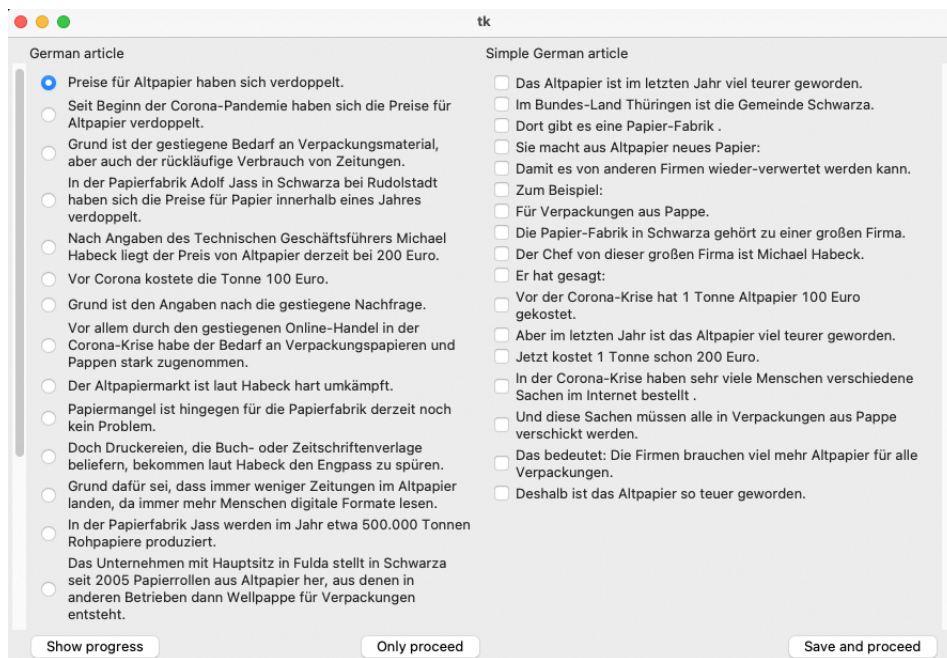 tk
German article
Preise für Altpapier haben sich verdoppelt.
Seit Beginn der Corona-Pandemie haben sich die Preise für
Altpapier verdoppelt.
Grund ist der gestiegene Bedarf an Verpackungsmaterial,
aber auch der rückläufige Verbrauch von Zeitungen.
In der Papierfabrik Adolf Jass in Schwarza bei Rudolstadt
haben sich die Preise für Papier innerhalb eines Jahres
verdoppelt.
Nach Angaben des Technischen Geschäftsführers Michael
Habeck liegt der Preis von Altpapier derzeit bei 200 Euro.
Vor Corona kostete die Tonne 100 Euro.
Grund ist den Angaben nach die gestiegene Nachfrage.
Vor allem durch den gestiegenen Online-Handel in der
Corona-Krise habe der Bedarf an Verpackungspapieren und
Pappen stark zugenommen.
Der Altpapiermarkt ist laut Habeck hart umkämpft.
Papiermangel ist hingegen für die Papierfabrik derzeit noch
kein Problem.
Doch Druckereien, die Buch- oder Zeitschriftenverlage
beliefern, bekommen laut Habeck den Engpass zu spüren.
Grund dafür sei, dass immer weniger Zeitungen im Altpapier
landen, da immer mehr Menschen digitale Formate lesen.
In der Papierfabrik Jass werden im Jahr etwa 500.000 Tonnen
Rohpapiere produziert.
Das Unternehmen mit Hauptsitz in Fulda stellt in Schwarza
seit 2005 Papierrollen aus Altpapier her, aus denen in
anderen Betrieben dann Wellpappe für Verpackungen
entsteht.
Simple German article
Das Altpapier ist im letzten Jahr viel teurer geworden.
Im Bundes-Land Thüringen ist die Gemeinde Schwarza.
Dort gibt es eine Papier-Fabrik .
Sie macht aus Altpapier neues Papier:
Damit es von anderen Firmen wieder-verwertet werden kann.
Zum Beispiel:
Für Verpackungen aus Pappe.
Die Papier-Fabrik in Schwarza gehört zu einer großen Firma.
Der Chef von dieser großen Firma ist Michael Habeck.
Er hat gesagt:
Vor der Corona-Krise hat 1 Tonne Altpapier 100 Euro
gekostet.
Aber im letzten Jahr ist das Altpapier viel teurer geworden.
Jetzt kostet 1 Tonne schon 200 Euro.
In der Corona-Krise haben sehr viele Menschen verschiedene
Sachen im Internet bestellt .
Und diese Sachen müssen alle in Verpackungen aus Pappe
verschickt werden.
Das bedeutet: Die Firmen brauchen viel mehr Altpapier für alle
Verpackungen.
Deshalb ist das Altpapier so teuer geworden.
Show progress
Only proceed
Save and proceed